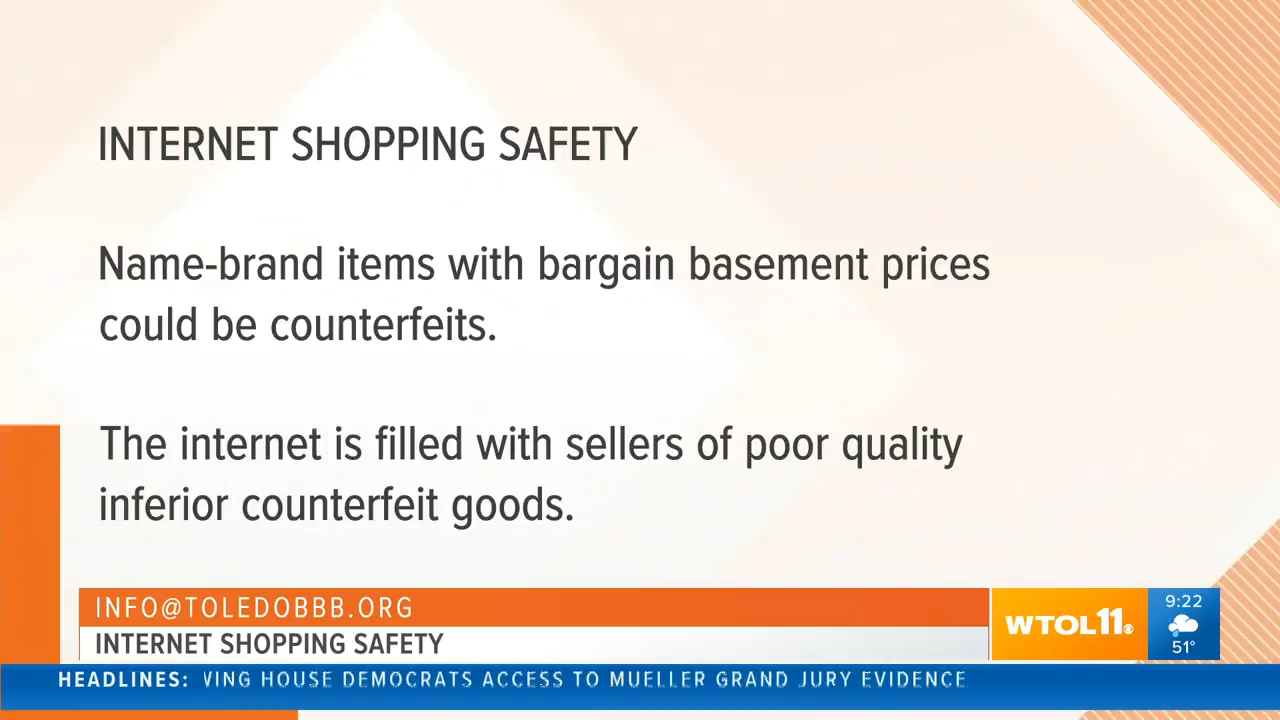 INTERNET SHOPPING SAFETY
Name-brand items with bargain basement prices
could be counterfeits.
The internet is filled with sellers of poor quality
inferior counterfeit goods.
INFO@TOLEDOBBB.ORG
INTERNET SHOPPING SAFETY
WTOL11
9:22
51°
HEADLINES: VING HOUSE DEMOCRATS ACCESS TO MUELLER GRAND JURY EVIDENCE